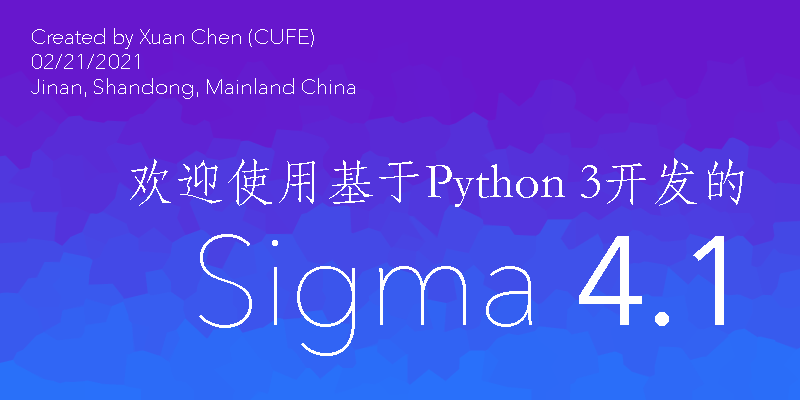 Created by Xuan Chen (CUFE)
02/21/2021
Jinan, Shandong, Mainland China
欢迎使用基于Python 3开发的
Sigma 4.1